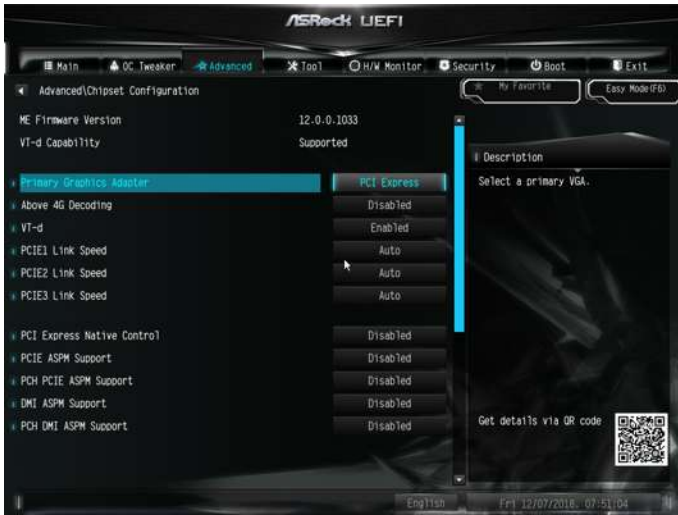 ASRock UEFI
Main
OC Tweaker
Advanced
Tool
H/W Monitor
Security
Boot
Exit
Advanced\Chipset Configuration
My Favorite
Easy Mode(F6)
ME Firmware Version 12.0.0.1033
VT-d Capability Supported
Primary Graphics Adapter PCI Express
Above 4G Decoding Disabled
VT-d Enabled
PCIE1 Link Speed Auto
PCIE2 Link Speed Auto
PCIE3 Link Speed Auto
PCI Express Native Control Disabled
PCIE ASPM Support Disabled
PCH PCIE ASPM Support Disabled
DMI ASPM Support Disabled
PCH DMI ASPM Support Disabled
Description
Select a primary VGA.
Get details via QR code
English
Fri 12/07/2018, 07:51:04